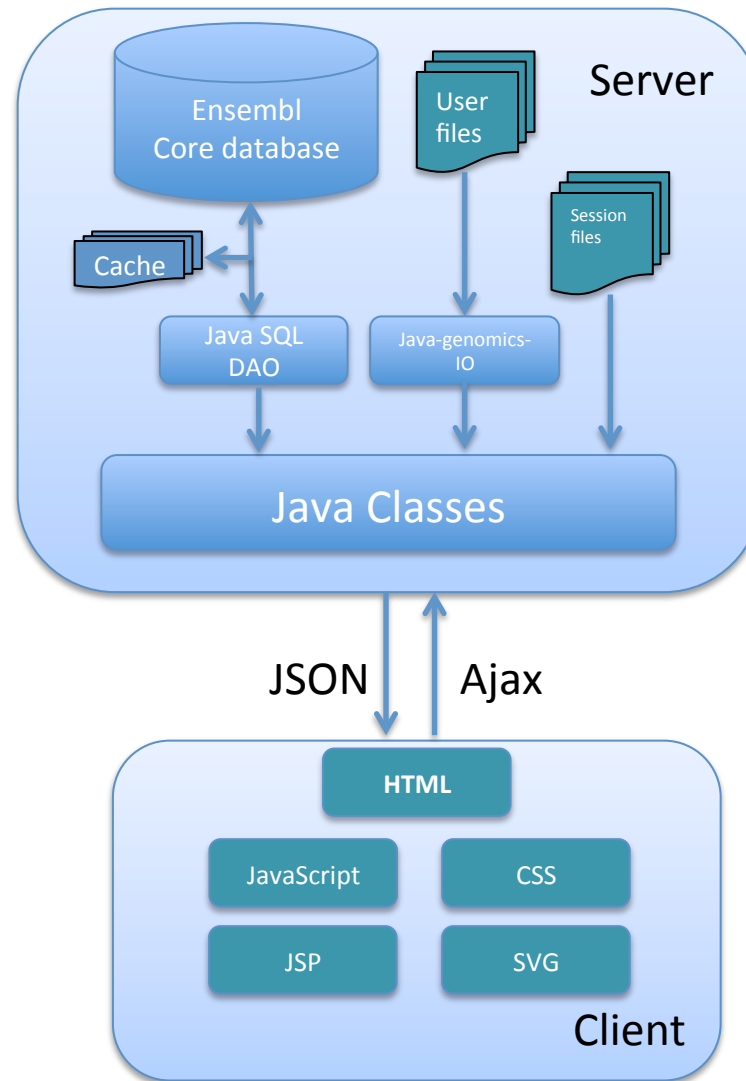 Server
Ensembl
Core database
User
files
Session
files
Cache
Java SQL
DAO
Java-genomics-
IO
Java Classes
JSON
Ajax
HTML
JavaScript
CSS
JSP
SVG
Client